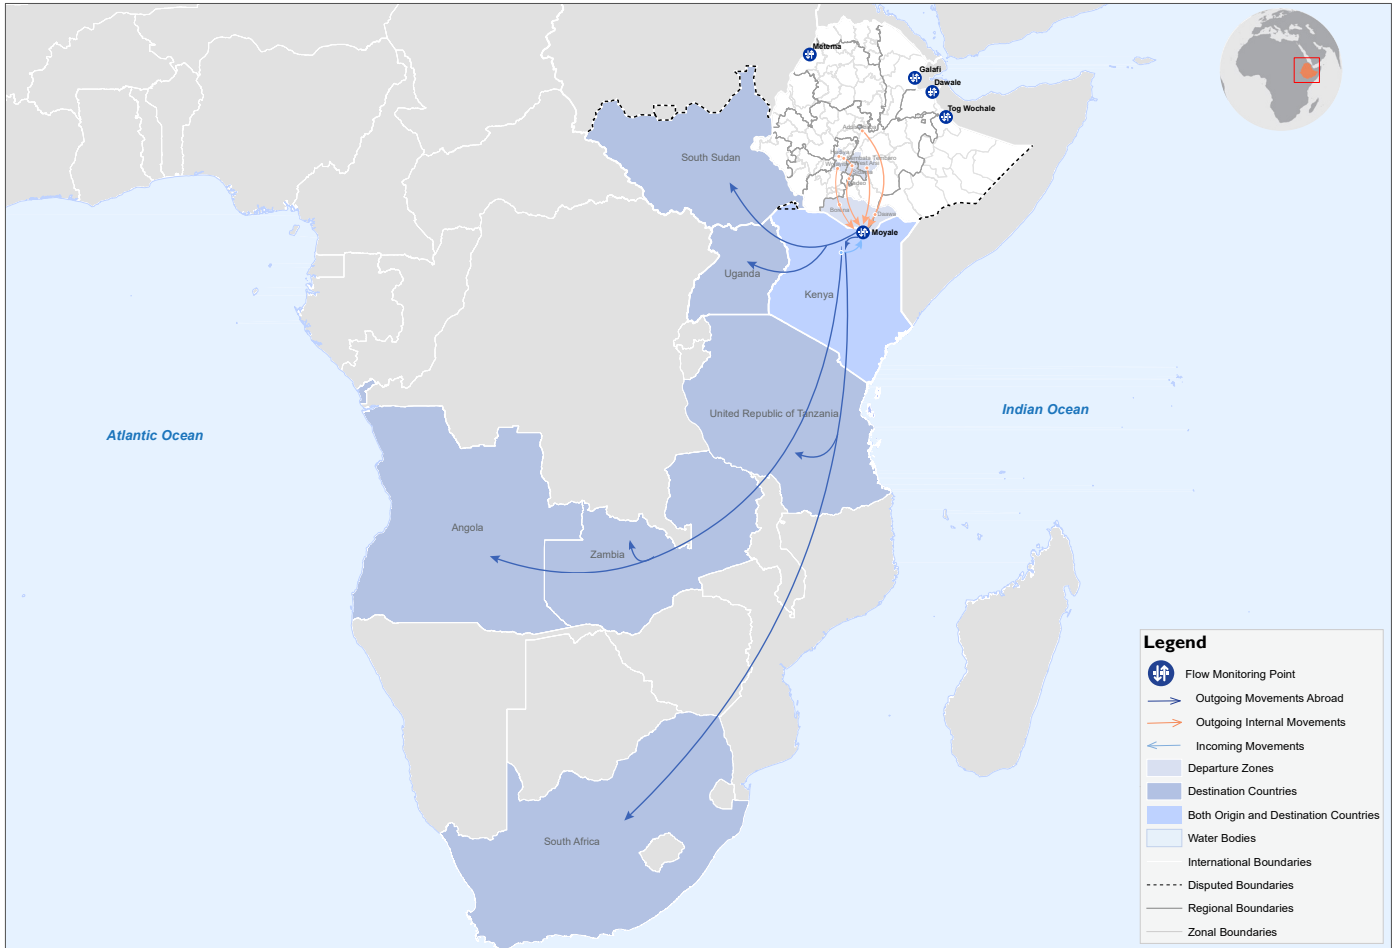 Metema
Galafi
Dawale
Tog Wochale
South Sudan
Borena
Daawa
Moyale
Uganda
Kenya
United Republic of Tanzania
Indian Ocean
Atlantic Ocean
Angola
Zambia
South Africa
Legend
Flow Monitoring Point
Outgoing Movements Abroad
Outgoing Internal Movements
Incoming Movements
Departure Zones
Destination Countries
Both Origin and Destination Countries
Water Bodies
International Boundaries
Disputed Boundaries
Regional Boundaries
Zonal Boundaries